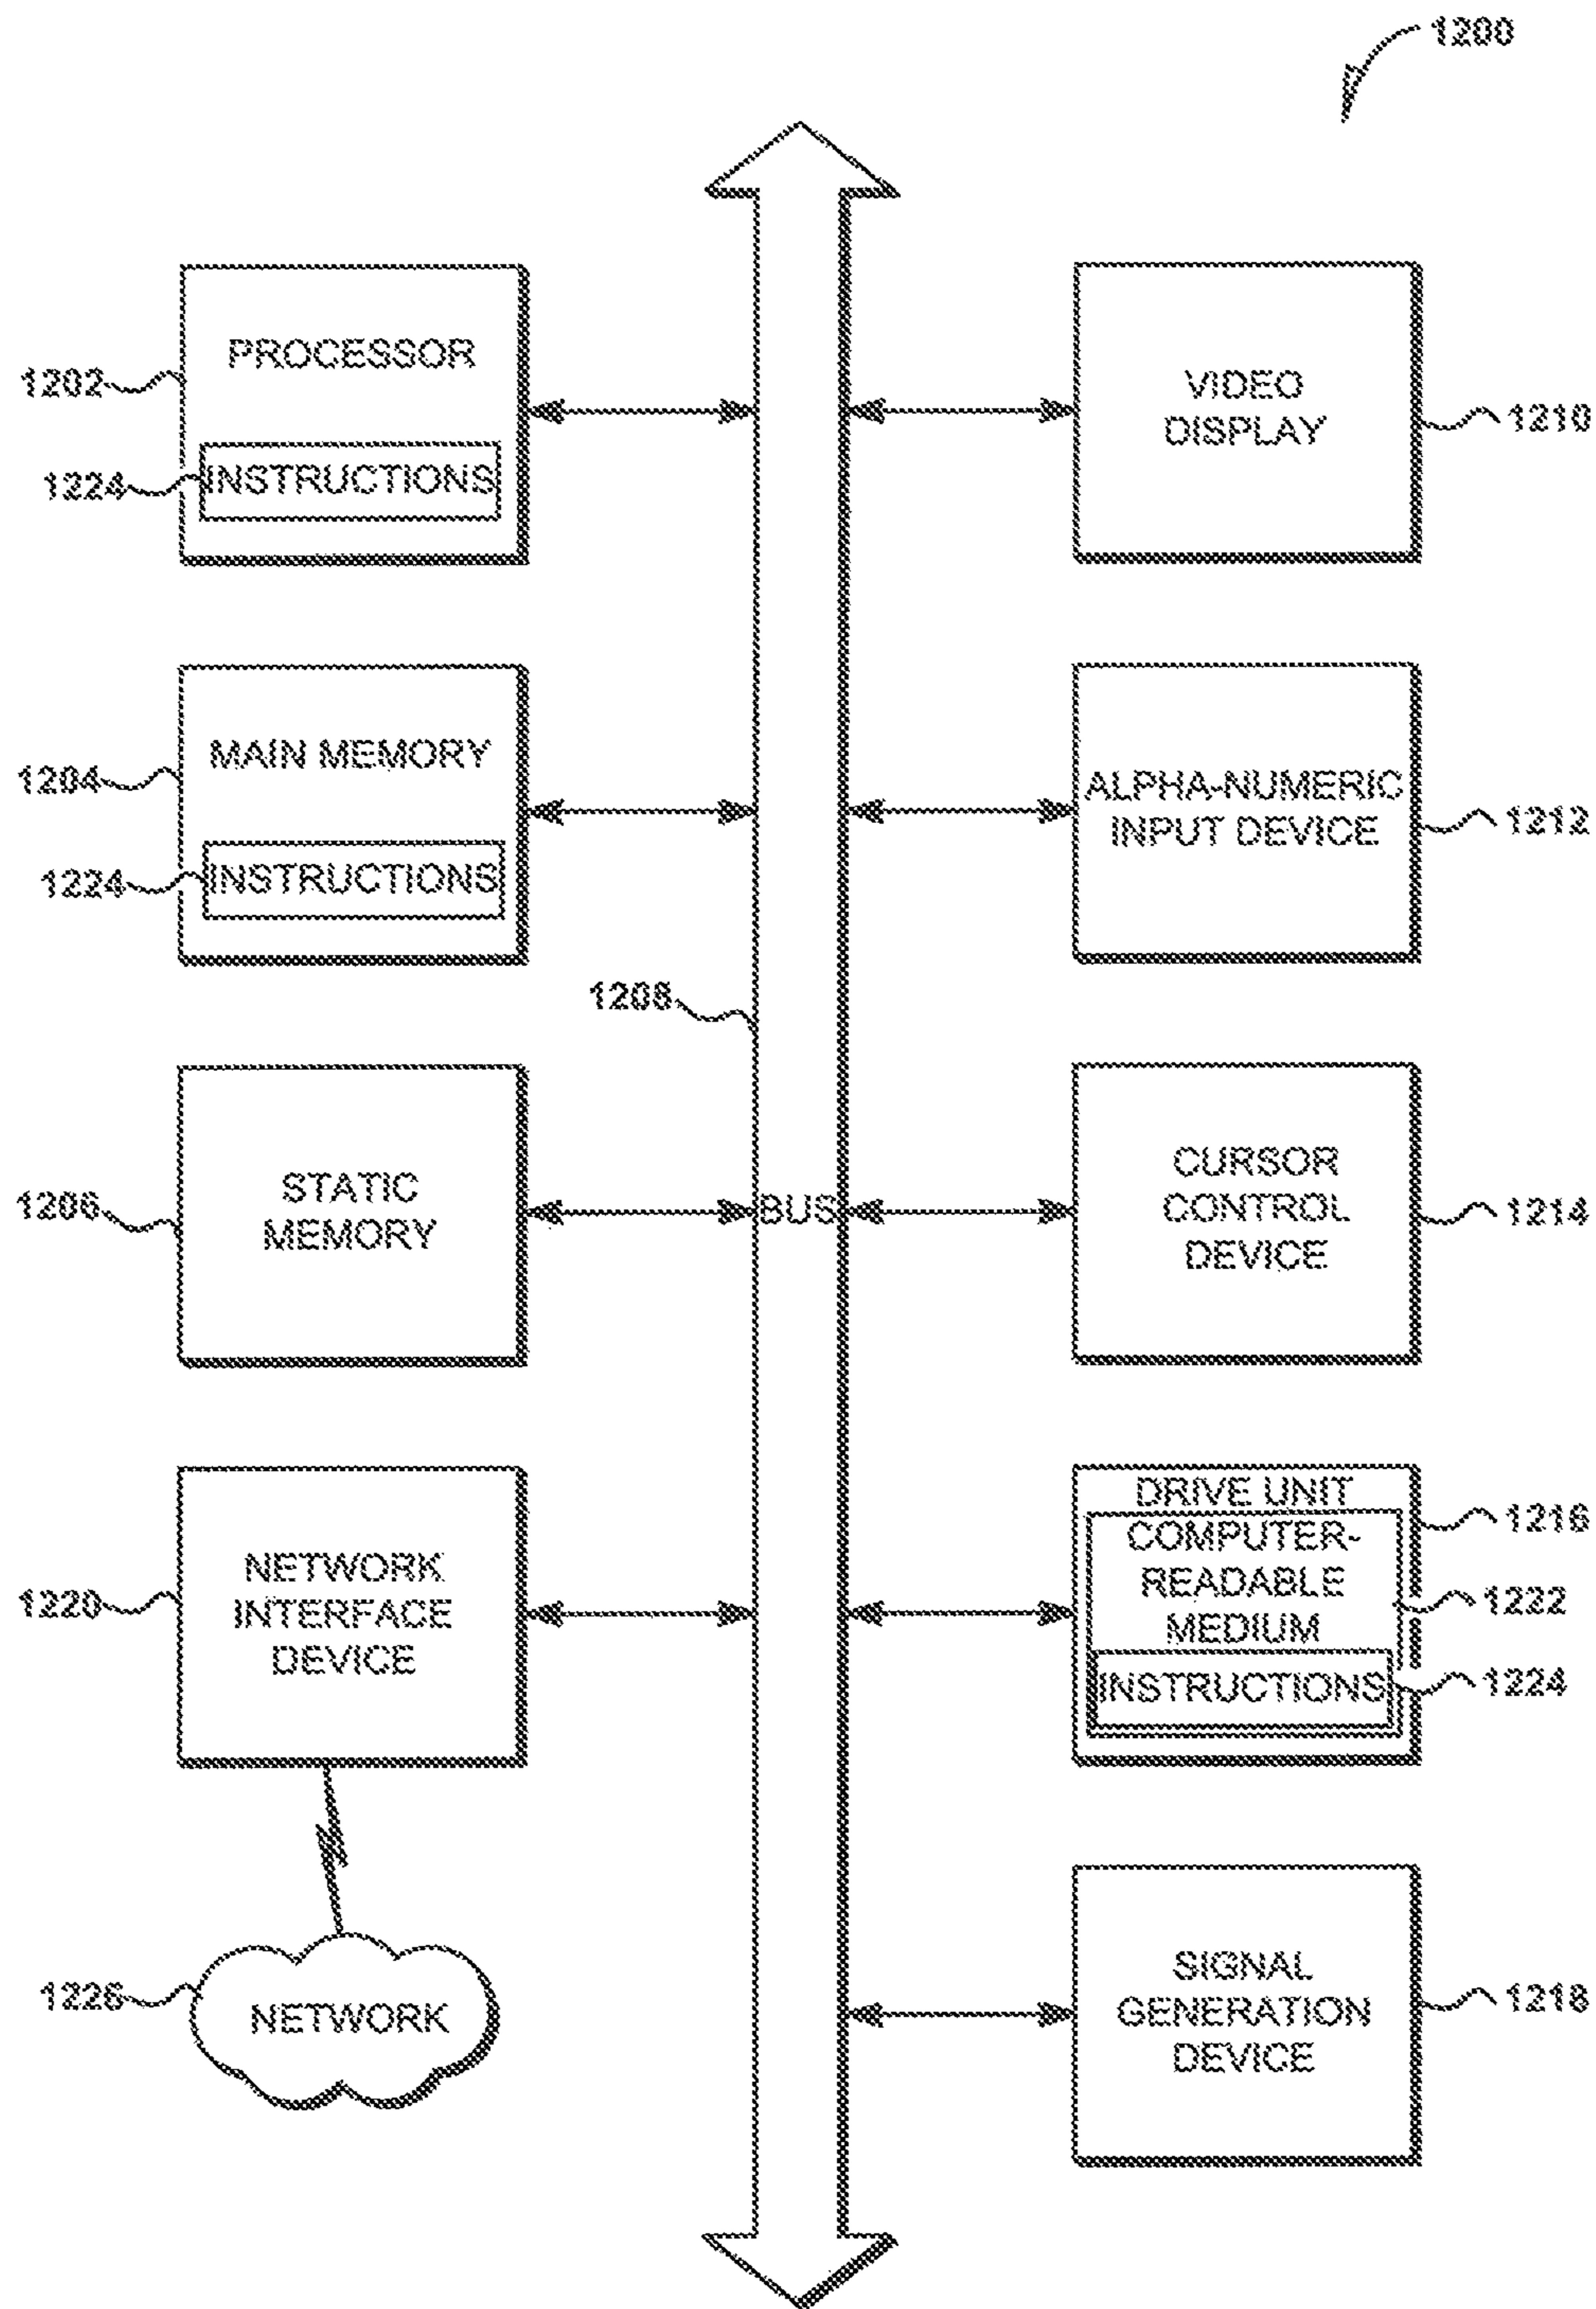 1200
PROCESSOR
1202
1224
INSTRUCTIONS
VIDEO
DISPLAY
1210
MAIN MEMORY
1204
1224
INSTRUCTIONS
ALPHA-NUMERIC
INPUT DEVICE
1212
1208
STATIC
MEMORY
1206
BUS
CURSOR
CONTROL
DEVICE
1214
NETWORK
INTERFACE
DEVICE
1220
DRIVE UNIT
1216
COMPUTER-
READABLE
MEDIUM
1222
INSTRUCTIONS
1224
1226
NETWORK
SIGNAL
GENERATION
DEVICE
1218